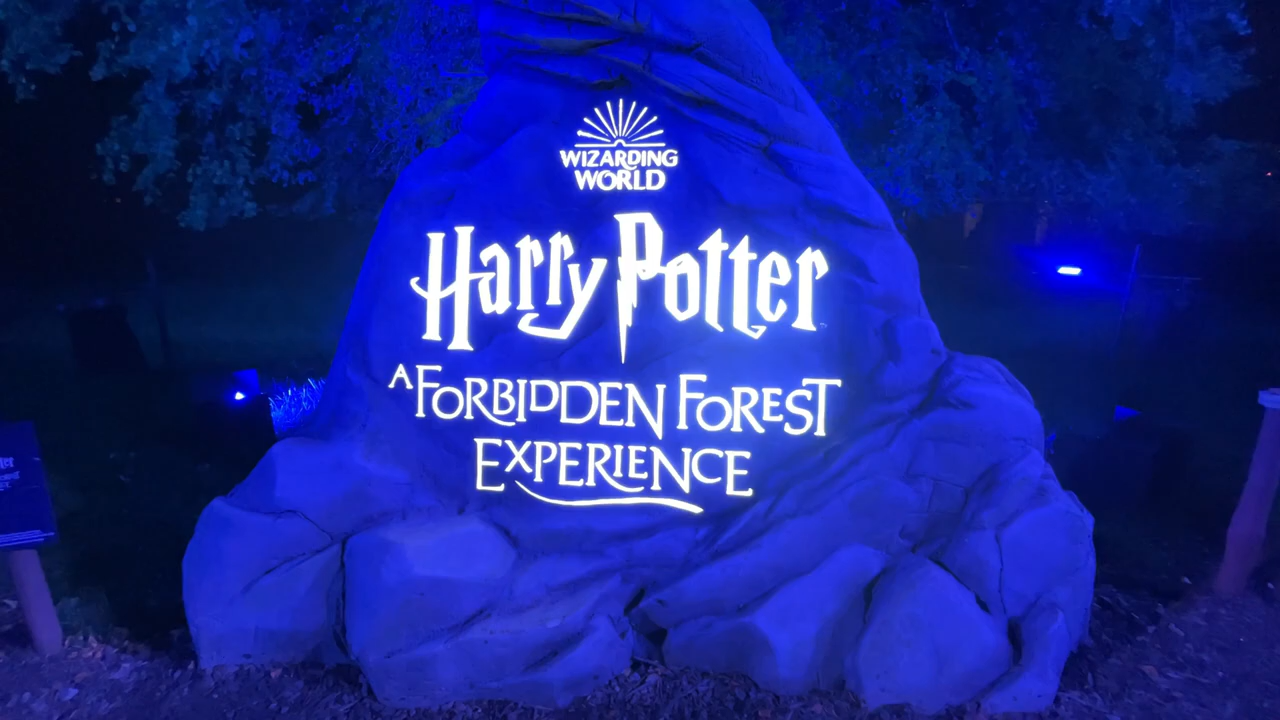 WIZARDING
WORLD
Harry Potter
A FORBIDDEN FOREST
EXPERIENCE